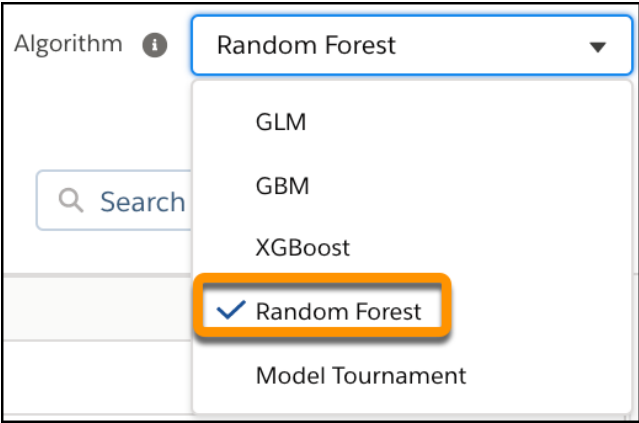 Algorithm i Random Forest
GLM
GBM
Search
XGBoost
Random Forest
Model Tournament